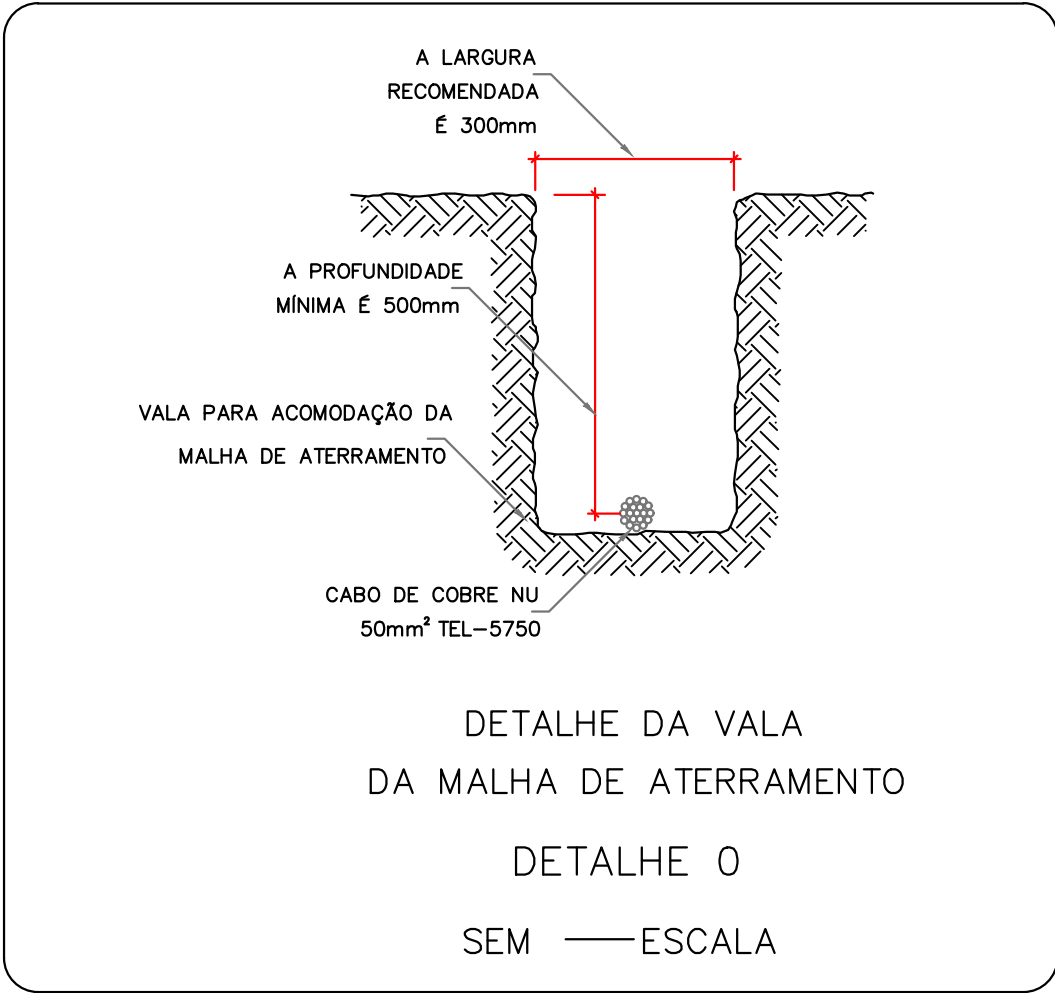 A LARGURA
RECOMENDADA
É 300mm
A PROFUNDIDADE
MÍNIMA É 500mm
VALA PARA ACOMODAÇÃO DA
MALHA DE ATERRAMENTO
CABO DE COBRE NU
50mm² TEL-5750
DETALHE DA VALA
DA MALHA DE ATERRAMENTO
DETALHE 0
SEM ESCALA